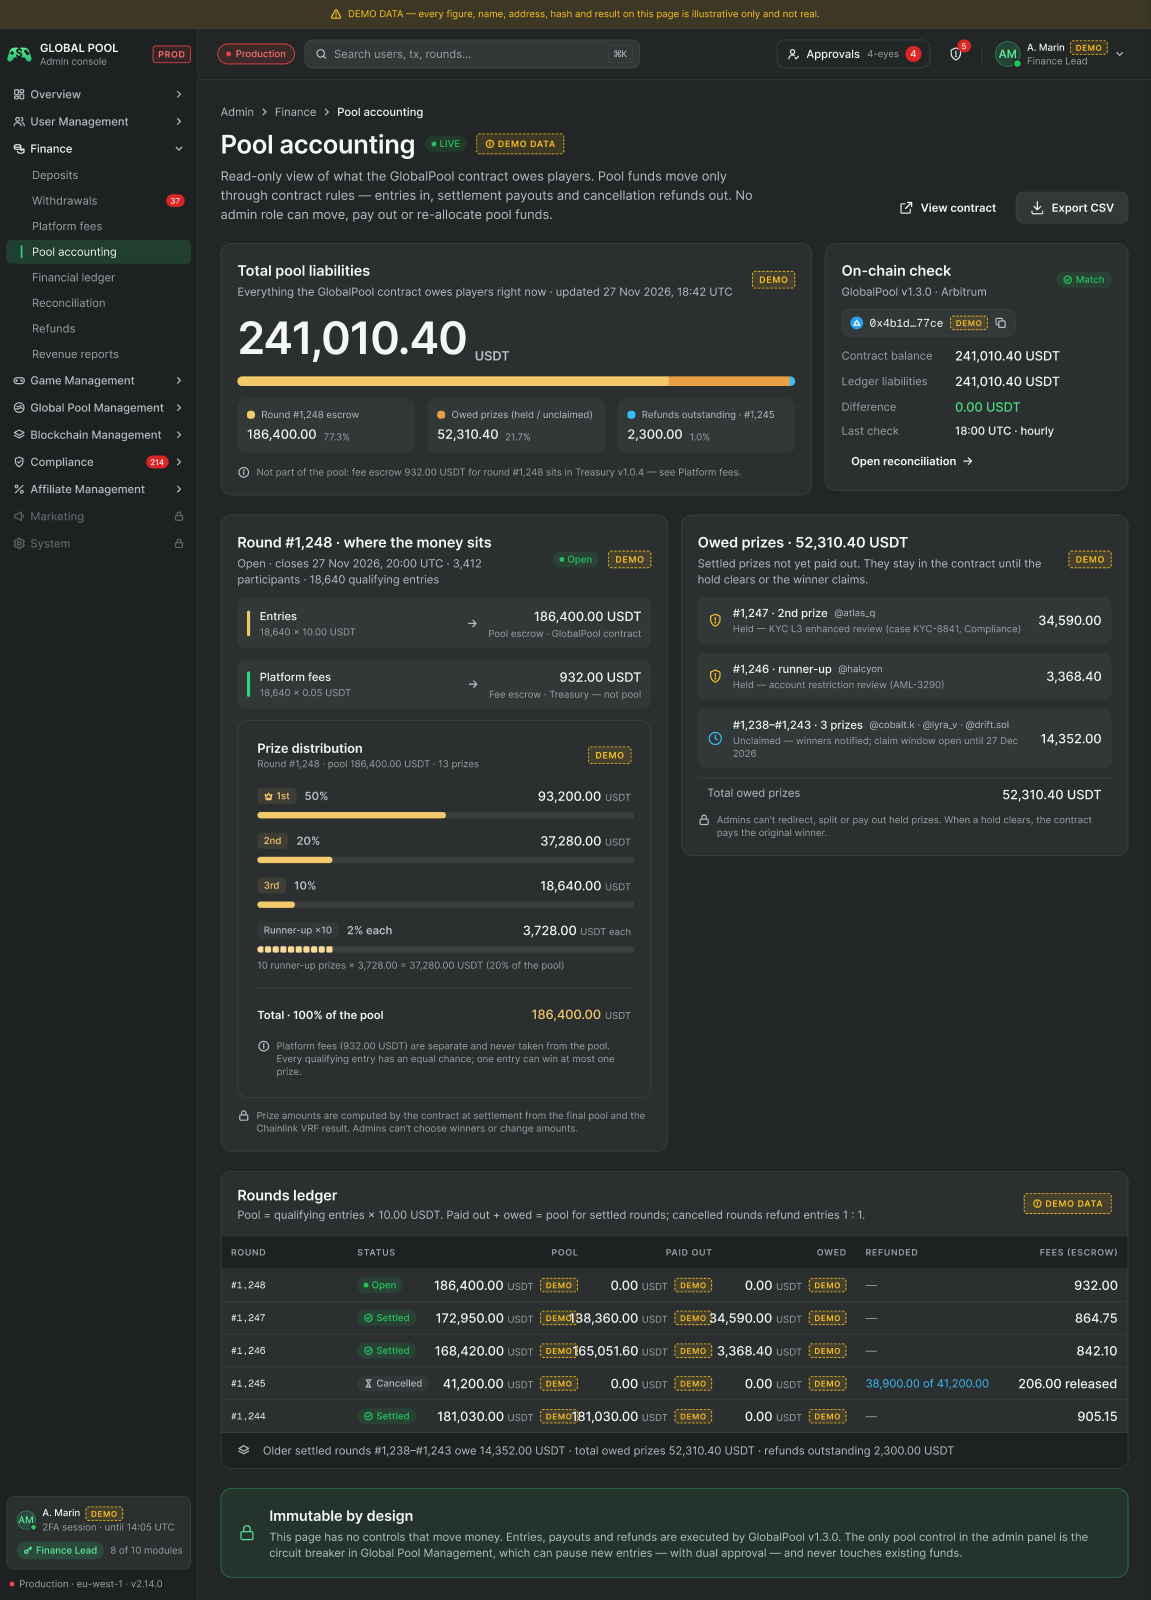 DEMO DATA — every figure, name, address, hash and result on this page is illustrative only and not real.
GLOBAL POOL
Admin console
PROD
Production
Search users, tx, rounds...
⌘K
Approvals 4-eyes 4
5
AM
A. Marin DEMO
Finance Lead
Overview
User Management
Finance
Deposits
Withdrawals 37
Platform fees
Pool accounting
Financial ledger
Reconciliation
Refunds
Revenue reports
Game Management
Global Pool Management
Blockchain Management
Compliance 214
Affiliate Management
Marketing
System
AM
A. Marin DEMO
2FA session · until 14:05 UTC
Finance Lead 8 of 10 modules
Production · eu-west-1 · v2.14.0
Admin > Finance > Pool accounting
Pool accounting LIVE DEMO DATA
Read-only view of what the GlobalPool contract owes players. Pool funds move only
through contract rules — entries in, settlement payouts and cancellation refunds out. No
admin role can move, pay out or re-allocate pool funds.
View contract
Export CSV
Total pool liabilities
Everything the GlobalPool contract owes players right now · updated 27 Nov 2026, 18:42 UTC
DEMO
241,010.40 USDT
Round #1,248 escrow
186,400.00 77.3%
Owed prizes (held / unclaimed)
52,310.40 21.7%
Refunds outstanding · #1,245
2,300.00 1.0%
Not part of the pool: fee escrow 932.00 USDT for round #1,248 sits in Treasury v1.0.4 — see Platform fees.
On-chain check
GlobalPool v1.3.0 · Arbitrum
Match
0x4b1d…77ce DEMO
Contract balance 241,010.40 USDT
Ledger liabilities 241,010.40 USDT
Difference 0.00 USDT
Last check 18:00 UTC · hourly
Open reconciliation →
Round #1,248 · where the money sits
Open · closes 27 Nov 2026, 20:00 UTC · 3,412
participants · 18,640 qualifying entries
Open DEMO
Entries
18,640 × 10.00 USDT
→
186,400.00 USDT
Pool escrow · GlobalPool contract
Platform fees
18,640 × 0.05 USDT
→
932.00 USDT
Fee escrow · Treasury — not pool
Prize distribution
Round #1,248 · pool 186,400.00 USDT · 13 prizes
DEMO
1st 50% 93,200.00 USDT
2nd 20% 37,280.00 USDT
3rd 10% 18,640.00 USDT
Runner-up ×10 2% each 3,728.00 USDT each
10 runner-up prizes × 3,728.00 = 37,280.00 USDT (20% of the pool)
Total · 100% of the pool 186,400.00 USDT
Platform fees (932.00 USDT) are separate and never taken from the pool.
Every qualifying entry has an equal chance; one entry can win at most one
prize.
Prize amounts are computed by the contract at settlement from the final pool and the
Chainlink VRF result. Admins can't choose winners or change amounts.
Owed prizes · 52,310.40 USDT
Settled prizes not yet paid out. They stay in the contract until the
hold clears or the winner claims.
DEMO
#1,247 · 2nd prize @atlas_q
Held — KYC L3 enhanced review (case KYC-8841, Compliance)
34,590.00
#1,246 · runner-up @halcyon
Held — account restriction review (AML-3290)
3,368.40
#1,238–#1,243 · 3 prizes @cobalt.k · @lyra_v · @drift.sol
Unclaimed — winners notified; claim window open until 27 Dec
2026
14,352.00
Total owed prizes 52,310.40 USDT
Admins can't redirect, split or pay out held prizes. When a hold clears, the contract
pays the original winner.
Rounds ledger
Pool = qualifying entries × 10.00 USDT. Paid out + owed = pool for settled rounds; cancelled rounds refund entries 1 : 1.
DEMO DATA
ROUND STATUS POOL PAID OUT OWED REFUNDED FEES (ESCROW)
#1,248 Open 186,400.00 USDT DEMO 0.00 USDT DEMO 0.00 USDT DEMO — 932.00
#1,247 Settled 172,950.00 USDT DEMO 138,360.00 USDT DEMO 34,590.00 USDT DEMO — 864.75
#1,246 Settled 168,420.00 USDT DEMO 165,051.60 USDT DEMO 3,368.40 USDT DEMO — 842.10
#1,245 Cancelled 41,200.00 USDT DEMO 0.00 USDT DEMO 0.00 USDT DEMO 38,900.00 of 41,200.00 206.00 released
#1,244 Settled 181,030.00 USDT DEMO 181,030.00 USDT DEMO 0.00 USDT DEMO — 905.15
Older settled rounds #1,238–#1,243 owe 14,352.00 USDT · total owed prizes 52,310.40 USDT · refunds outstanding 2,300.00 USDT
Immutable by design
This page has no controls that move money. Entries, payouts and refunds are executed by GlobalPool v1.3.0. The only pool control in the admin panel is the
circuit breaker in Global Pool Management, which can pause new entries — with dual approval — and never touches existing funds.